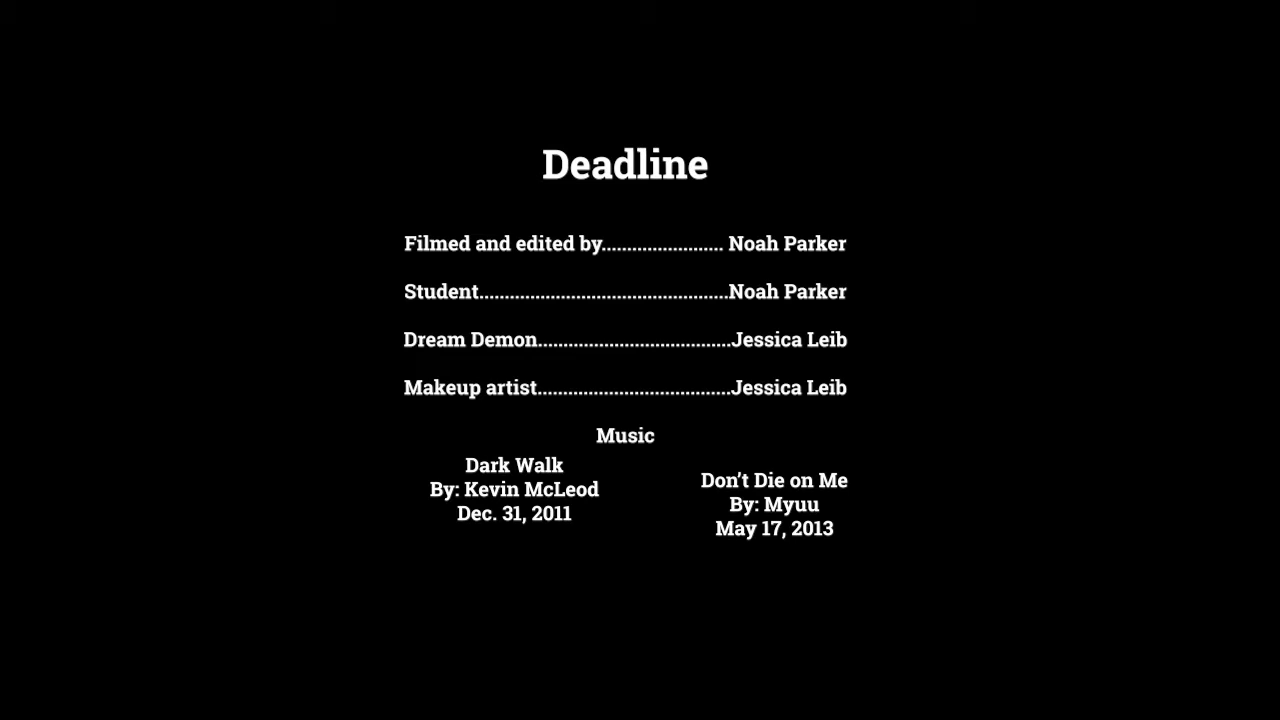 Deadline
Filmed and edited by........................ Noah Parker
Student.................................................Noah Parker
Dream Demon......................................Jessica Leib
Makeup artist......................................Jessica Leib
Music
Dark Walk
By: Kevin McLeod
Dec. 31, 2011
Don’t Die on Me
By: Myuu
May 17, 2013